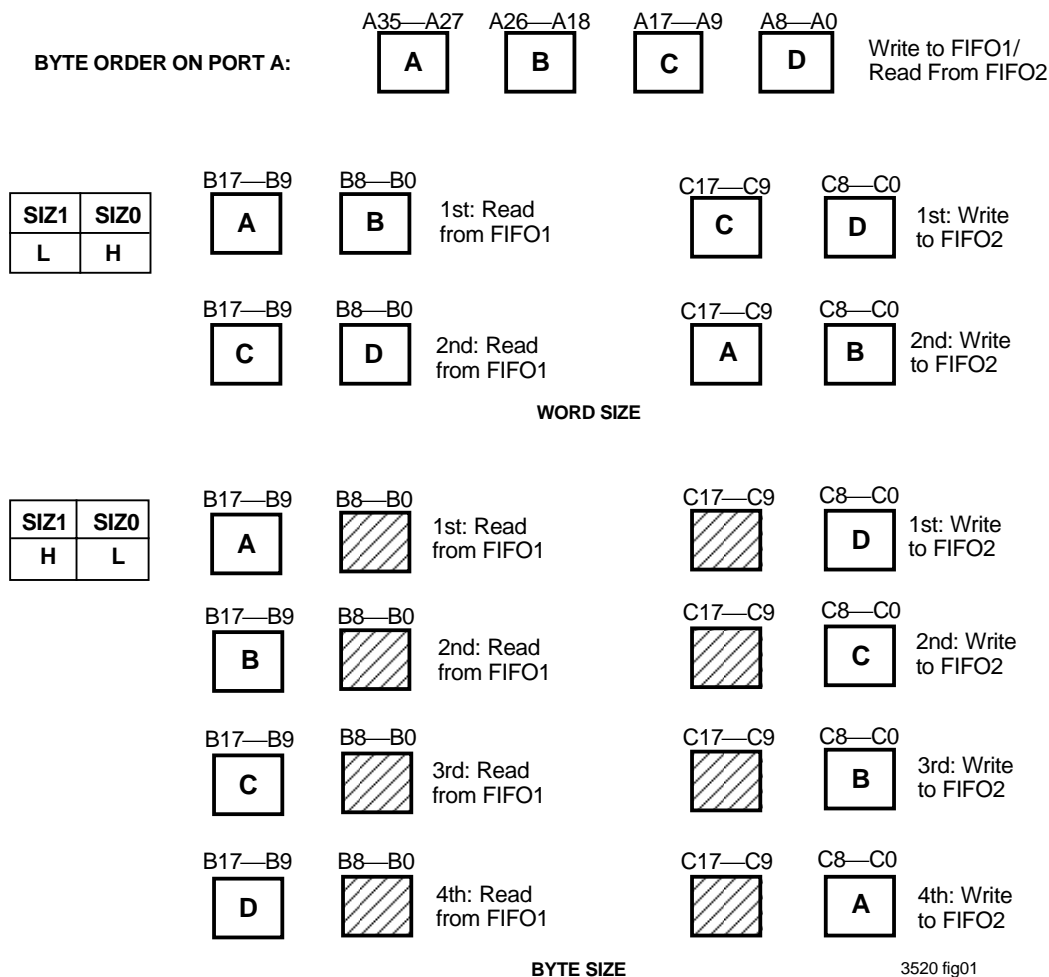 A35—A27 A26—A18 A17—A9 A8—A0
BYTE ORDER ON PORT A: A B C D Write to FIFO1/
Read From FIFO2
B17—B9 B8—B0 C17—C9 C8—C0
SIZ1 SIZ0 A B 1st: Read C D 1st: Write
L H from FIFO1 to FIFO2
B17—B9 B8—B0 C17—C9 C8—C0
C D 2nd: Read A B 2nd: Write
from FIFO1 to FIFO2
WORD SIZE
B17—B9 B8—B0 C17—C9 C8—C0
SIZ1 SIZ0 A 1st: Read D 1st: Write
H L from FIFO1 to FIFO2
B17—B9 B8—B0 C17—C9 C8—C0
B 2nd: Read C 2nd: Write
from FIFO1 to FIFO2
B17—B9 B8—B0 C17—C9 C8—C0
C 3rd: Read B 3rd: Write
from FIFO1 to FIFO2
B17—B9 B8—B0 C17—C9 C8—C0
D 4th: Read A 4th: Write
from FIFO1 to FIFO2
BYTE SIZE 3520 fig01